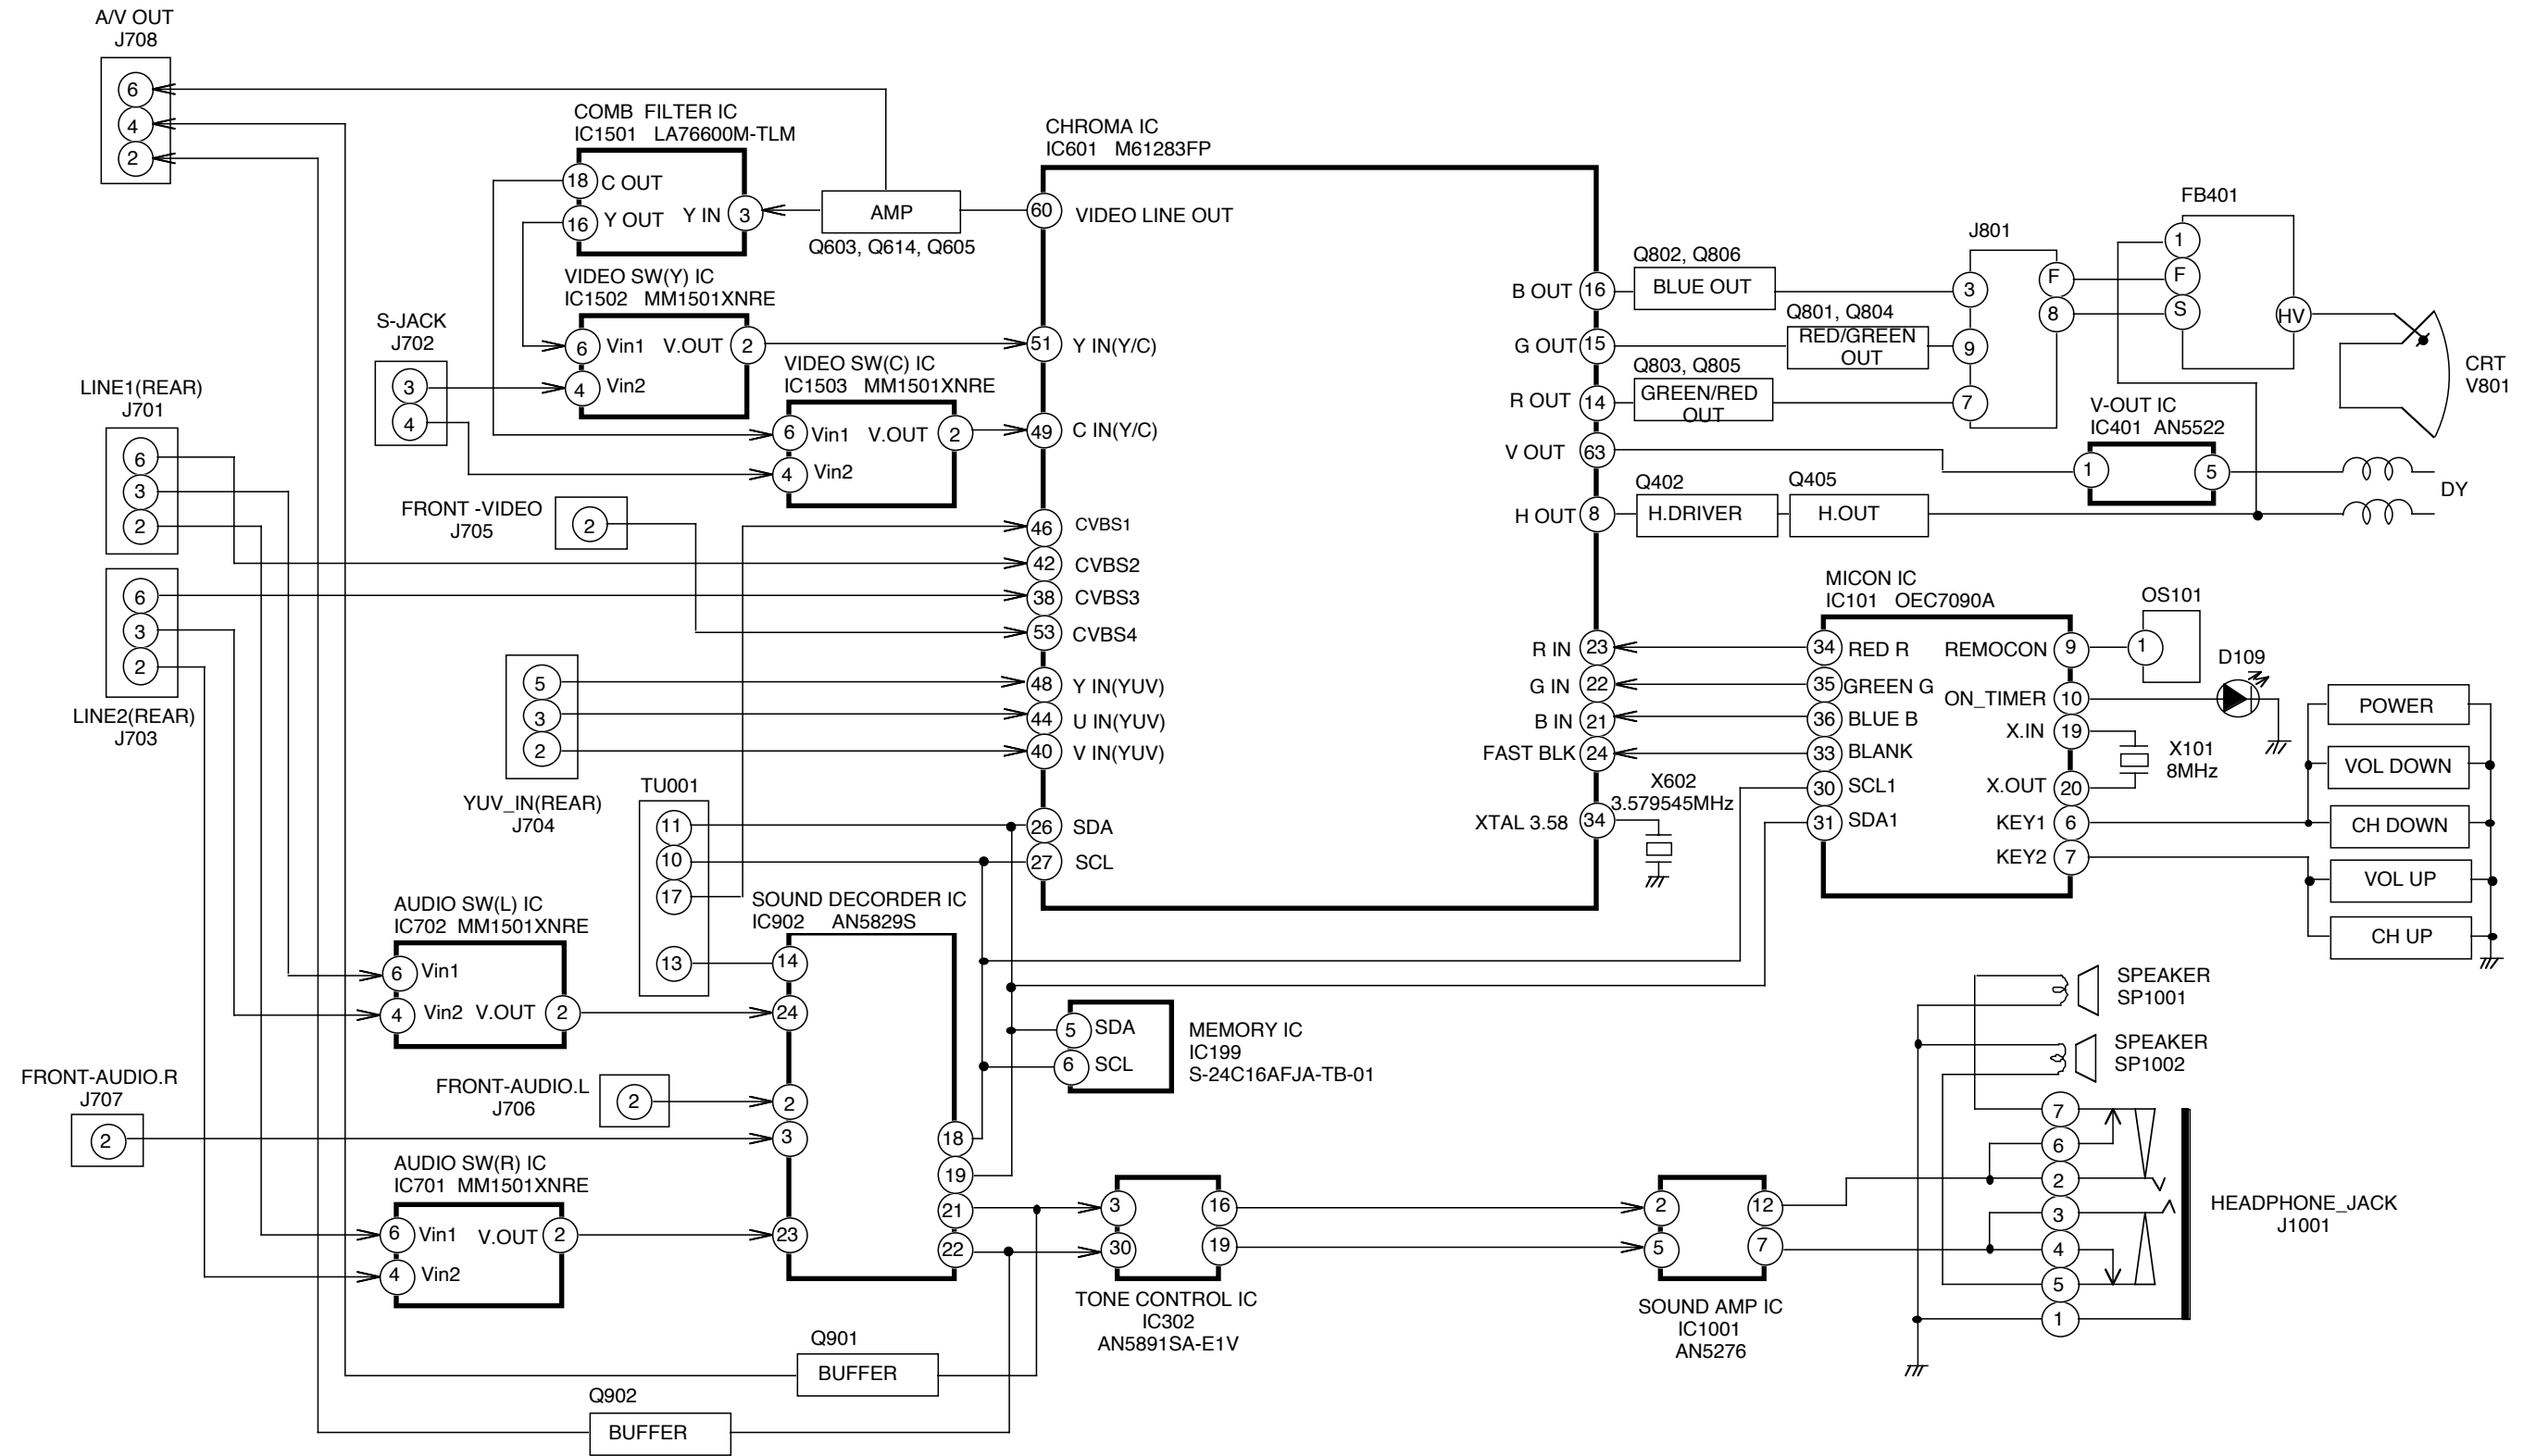 A/V OUT
J708
6
4
2
COMB FILTER IC
IC1501 LA76600M-TLM
18 C OUT
16 Y OUT
Y IN 3
AMP
Q603, Q614, Q605
VIDEO SW(Y) IC
IC1502 MM1501XNRE
6 Vin1 V.OUT 2
4 Vin2
S-JACK
J702
3
4
VIDEO SW(C) IC
IC1503 MM1501XNRE
6 Vin1 V.OUT 2
4 Vin2
LINE1(REAR)
J701
6
3
2
FRONT -VIDEO
J705
2
6
3
2
LINE2(REAR)
J703
5
3
2
YUV_IN(REAR)
J704
TU001
11
10
17
13
CHROMA IC
IC601 M61283FP
60 VIDEO LINE OUT
51 Y IN(Y/C)
49 C IN(Y/C)
46 CVBS1
42 CVBS2
38 CVBS3
53 CVBS4
48 Y IN(YUV)
44 U IN(YUV)
40 V IN(YUV)
26 SDA
27 SCL
B OUT 16
G OUT 15
R OUT 14
V OUT 63
H OUT 8
R IN 23
G IN 22
B IN 21
FAST BLK 24
XTAL 3.58 34
X602
3.579545MHz
Q802, Q806
BLUE OUT
Q801, Q804
RED/GREEN
OUT
Q803, Q805
GREEN/RED
OUT
Q402
H.DRIVER
Q405
H.OUT
J801
3
9
7
F
8
FB401
1
F
S
HV
CRT
V801
V-OUT IC
IC401 AN5522
1
5
DY
MICON IC
IC101 OEC7090A
34 RED R
35 GREEN G
36 BLUE B
33 BLANK
30 SCL1
31 SDA1
REMOCON 9
ON_TIMER 10
X.IN 19
X.OUT 20
KEY1 6
KEY2 7
OS101
1
D109
X101
8MHz
POWER
VOL DOWN
CH DOWN
VOL UP
CH UP
AUDIO SW(L) IC
IC702 MM1501XNRE
6 Vin1
4 Vin2 V.OUT 2
SOUND DECORDER IC
IC902 AN5829S
14
24
2
3
23
18
19
21
22
FRONT-AUDIO.R
J707
2
FRONT-AUDIO.L
J706
2
AUDIO SW(R) IC
IC701 MM1501XNRE
6 Vin1 V.OUT 2
4 Vin2
5 SDA
6 SCL
MEMORY IC
IC199
S-24C16AFJA-TB-01
3
30
16
19
TONE CONTROL IC
IC302
AN5891SA-E1V
2
5
12
7
SOUND AMP IC
IC1001
AN5276
SPEAKER
SP1001
SPEAKER
SP1002
7
6
2
3
4
5
1
HEADPHONE_JACK
J1001
Q901
BUFFER
Q902
BUFFER